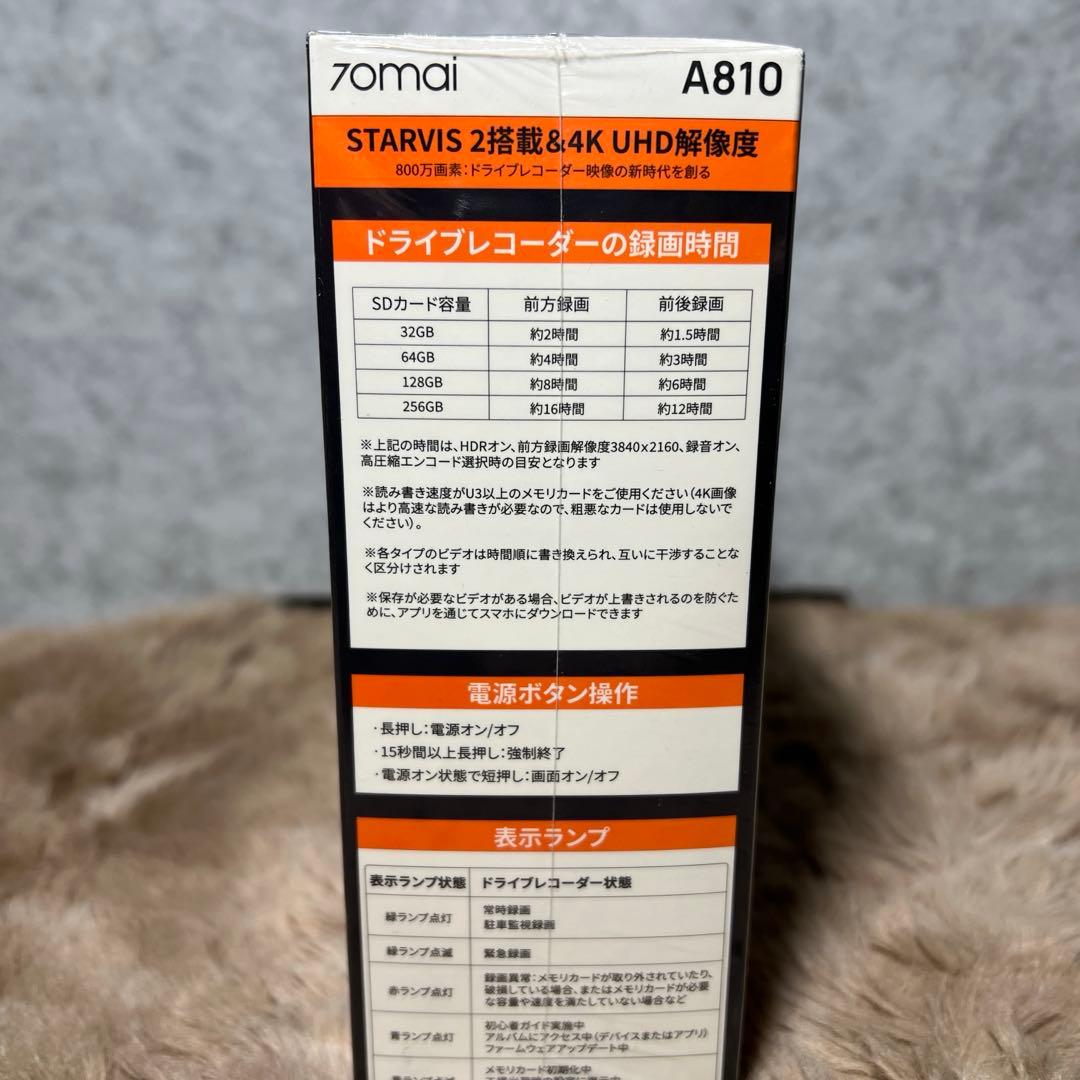 70mai
A810
STARVIS 2搭載&4K UHD解像度
800万画素:ドライブレコーダー映像の新時代を創る
ドライブレコーダーの録画時間
SDカード容量 前方録画 前後録画
32GB 約2時間 約1.5時間
64GB 約4時間 約3時間
128GB 約8時間 約6時間
256GB 約16時間 約12時間
※上記の時間は、HDRオン、前方録画解像度3840x2160、録音オン、
高圧縮エンコード選択時の目安となります
※読み書き速度がU3以上のメモリカードをご使用ください(4K画像
はより高速な読み書きが必要なので、粗悪なカードは使用しないで
ください)。
※各タイプのビデオは時間順に書き換えられ、互いに干渉することな
く区分けされます
※保存が必要なビデオがある場合、ビデオが上書きされるのを防ぐた
めに、アプリを通じてスマホにダウンロードできます
電源ボタン操作
·長押し:電源オン/オフ
·15秒間以上長押し:強制終了
·電源オン状態で短押し:画面オン/オフ
表示ランプ
表示ランプ状態 ドライブレコーダー状態
緑ランプ点灯 常時録画
駐車監視録画
緑ランプ点滅 緊急録画
赤ランプ点灯 録画異常:メモリカードが取り外されていたり、
破損している場合、またはメモリカードが必要
な容量や速度を満たしていない場合など
青ランプ点灯 初心者ガイド実施中
アルバムにアクセス中(デバイスまたはアプリ)
ファームウェアアップデート中
メモリカード初期化中